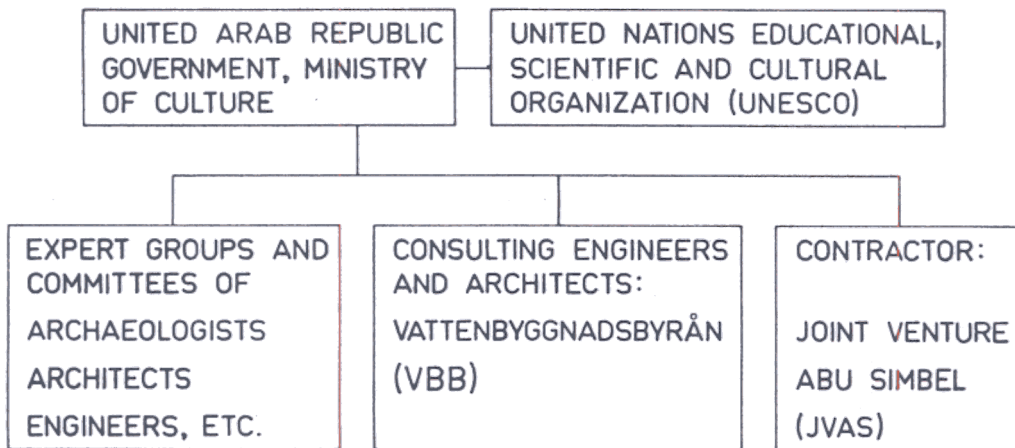 UNITED ARAB REPUBLIC
GOVERNMENT, MINISTRY
OF CULTURE
UNITED NATIONS EDUCATIONAL,
SCIENTIFIC AND CULTURAL
ORGANIZATION (UNESCO)
EXPERT GROUPS AND
COMMITTEES OF
ARCHAEOLOGISTS
ARCHITECTS
ENGINEERS, ETC.
CONSULTING ENGINEERS
AND ARCHITECTS:
VATTENBYGGNADSBYRÅN
(VBB)
CONTRACTOR:
JOINT VENTURE
ABU SIMBEL
(JVAS)